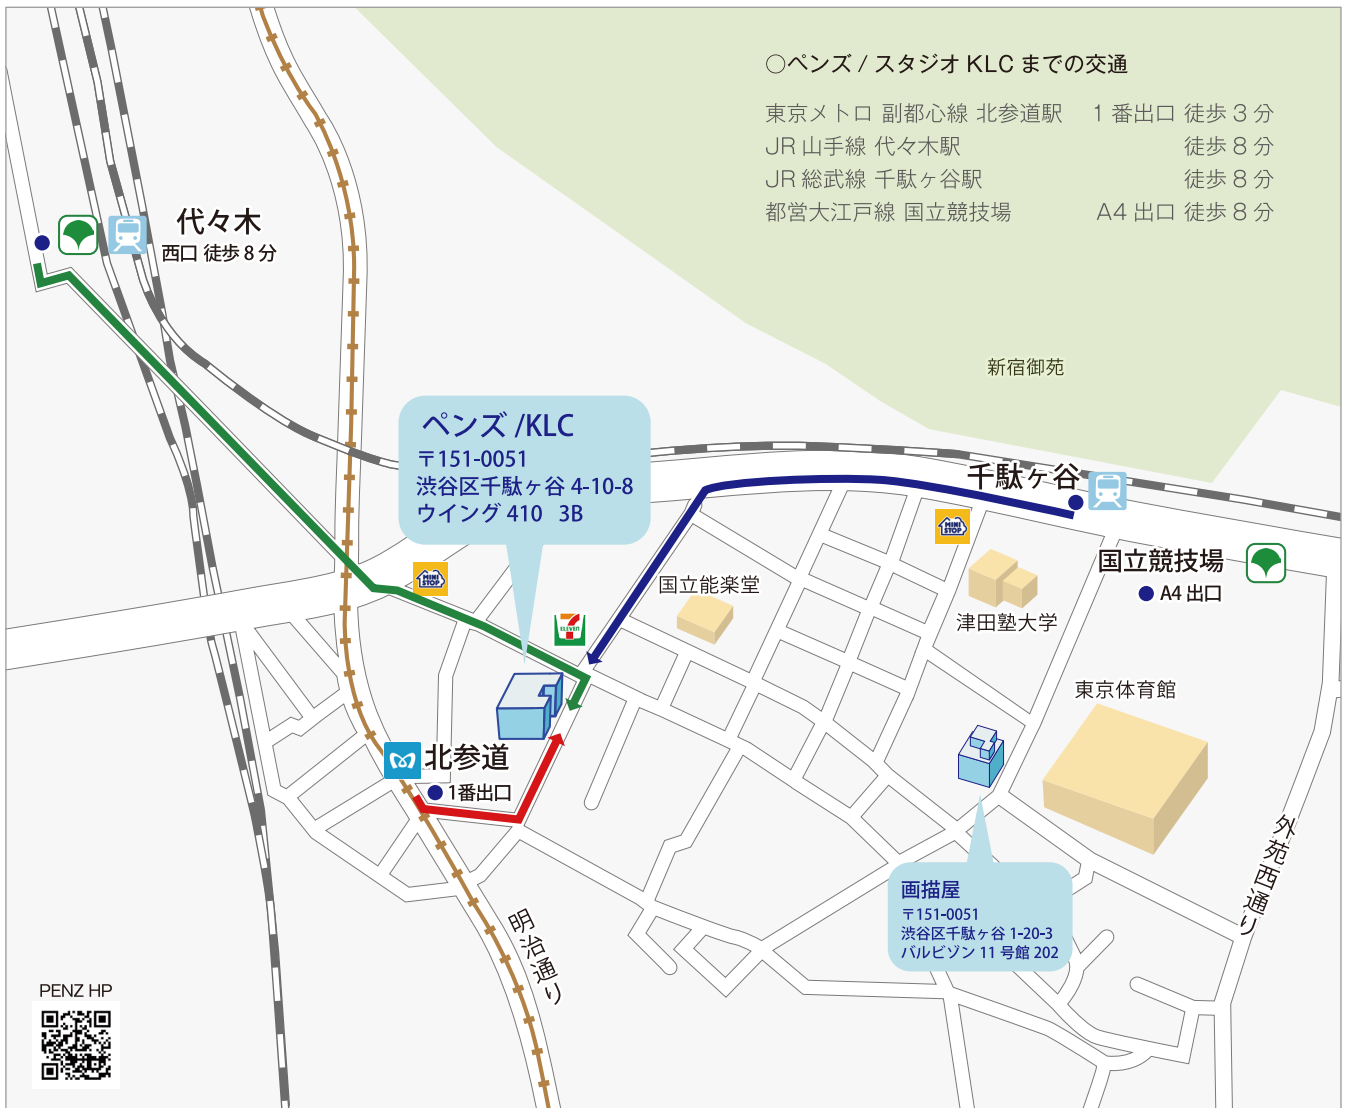 ○ペンズ / スタジオ KLC までの交通
東京メトロ 副都心線 北参道駅 1 番出口 徒歩 3 分
JR 山手線 代々木駅 徒歩 8 分
JR 総武線 千駄ヶ谷駅 徒歩 8 分
都営大江戸線 国立競技場 A4 出口 徒歩 8 分
代々木
西口 徒歩 8 分
新宿御苑
ペンズ /KLC
〒151-0051
渋谷区千駄ヶ谷 4-10-8
ウイング 410 3B
千駄ヶ谷
MINI
STOP
国立競技場
A4 出口
MINI
STOP
国立能楽堂
津田塾大学
ELEVEN
東京体育館
北参道
1番出口
外苑西通り
画描屋
〒151-0051
渋谷区千駄ヶ谷 1-20-3
バルビゾン 11 号館 202
明治通り
PENZ HP